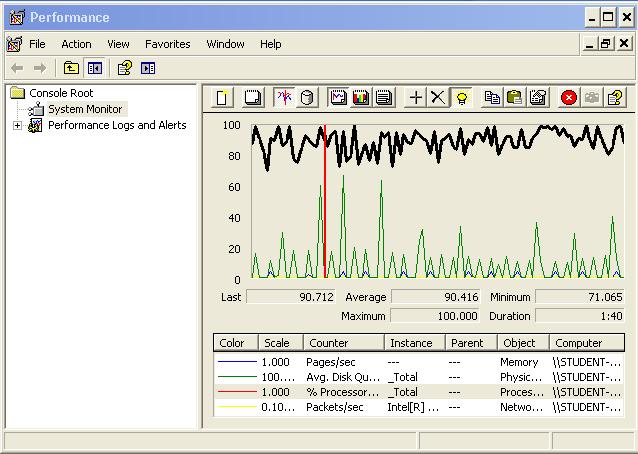 Performance
File Action View Favorites Window Help
Console Root
System Monitor
Performance Logs and Alerts
100
80
60
40
20
0
Last 90.712 Average 90.416 Minimum 71.065
Maximum 100.000 Duration 1:40
Color Scale Counter Instance Parent Object Computer
1.000 Pages/sec --- --- Memory \\STUDENT-...
100.... Avg. Disk Qu... _Total --- Physic... \\STUDENT-...
1.000 % Processor... _Total --- Proces... \\STUDENT-...
0.10... Packets/sec Intel[R] ... --- Netwo... \\STUDENT-...